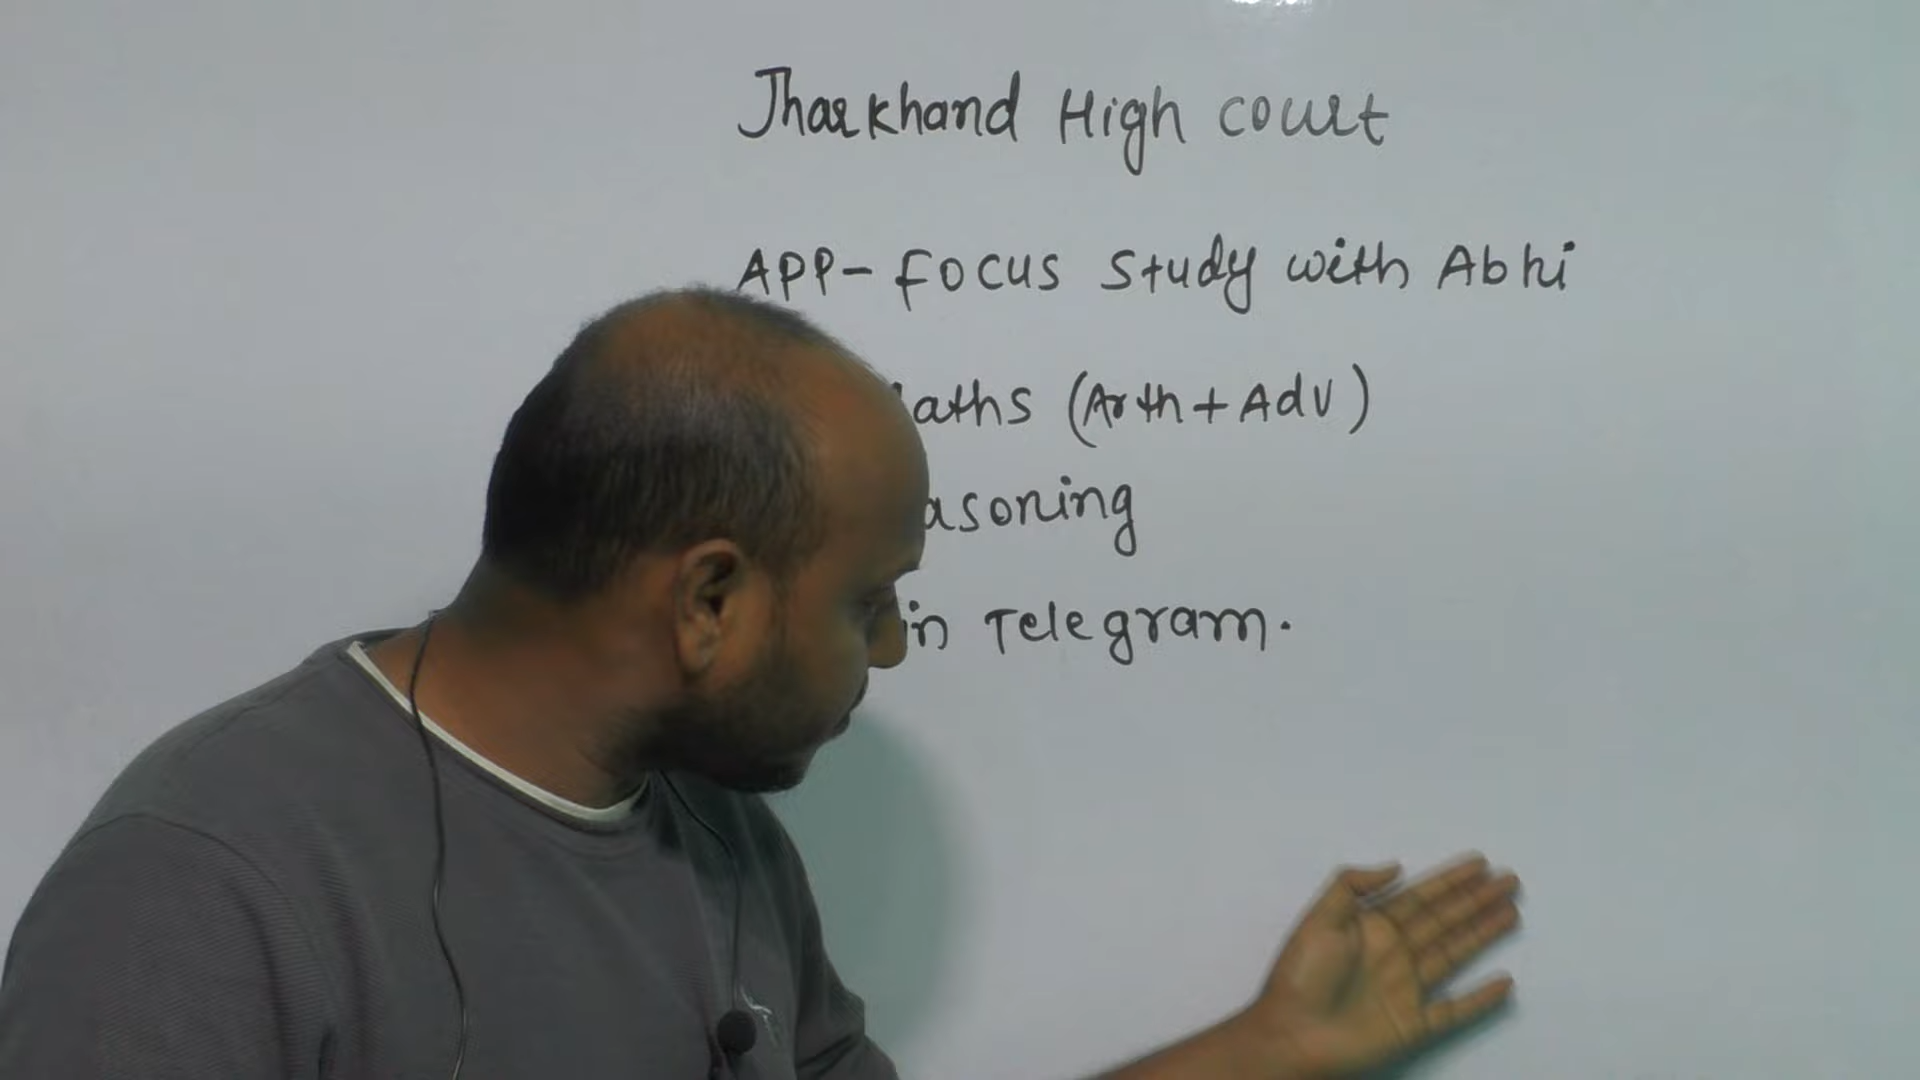 Jharkhand High court
APP- Focus Study with Abhi
aths (Arth + Adv)
asoning
in Telegram.